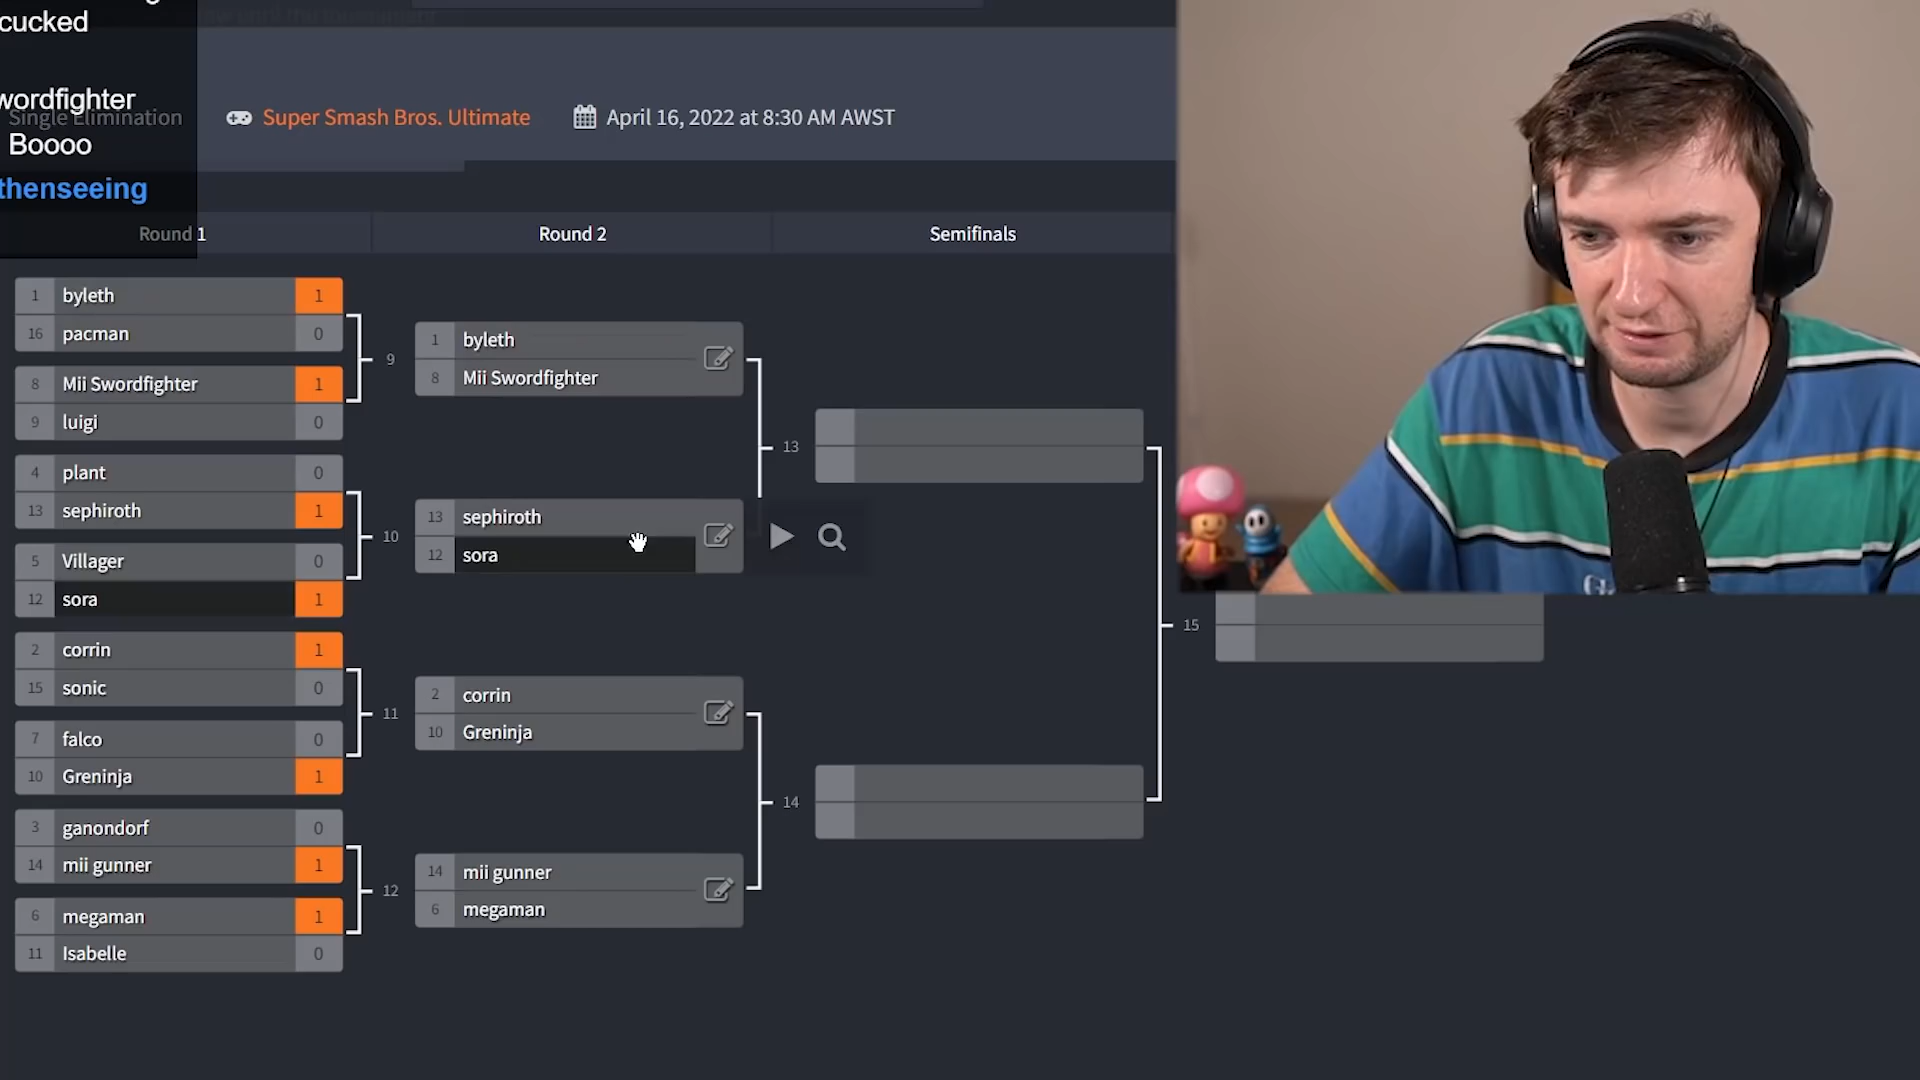 cucked
wordfighter
Single Elimination
Super Smash Bros. Ultimate
April 16, 2022 at 8:30 AM AWST
Boooo
thenseeing
Round 1
Round 2
Semifinals
1 byleth 1
16 pacman 0
8 Mii Swordfighter 1
9 luigi 0
4 plant 0
13 sephiroth 1
5 Villager 0
12 sora 1
2 corrin 1
15 sonic 0
7 falco 0
10 Greninja 1
3 ganondorf 0
14 mii gunner 1
6 megaman 1
11 Isabelle 0
9
1 byleth
8 Mii Swordfighter
10
13 sephiroth
12 sora
11
2 corrin
10 Greninja
12
14 mii gunner
6 megaman
13
14
15